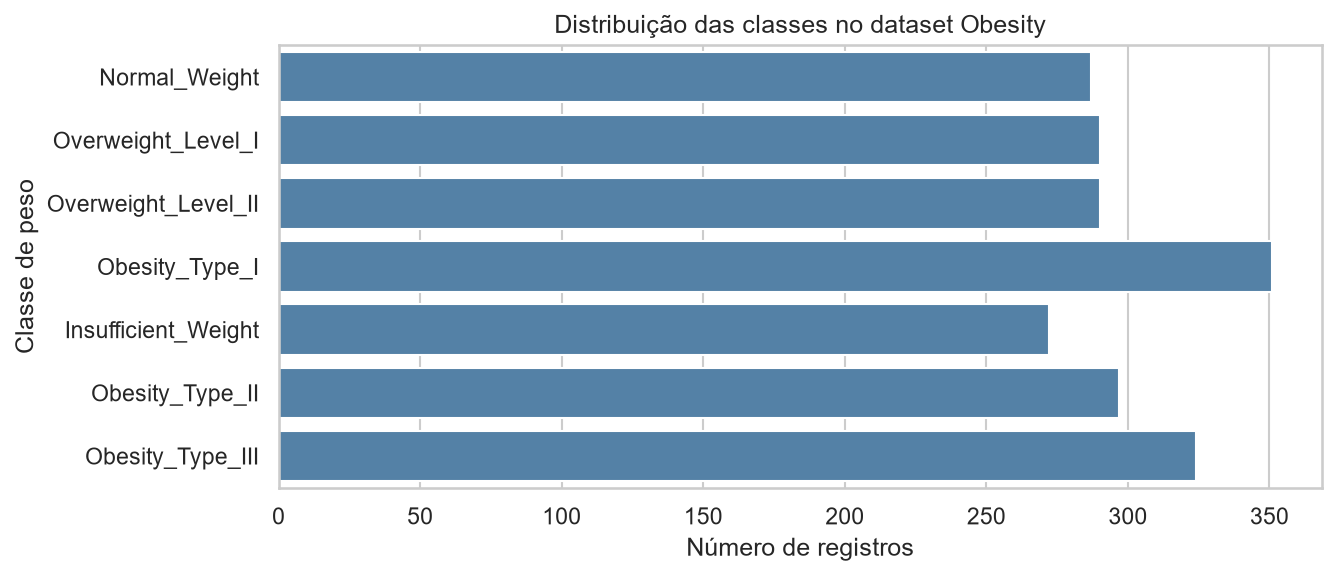 Distribuição das classes no dataset Obesity
Classe de peso
Normal_Weight
Overweight_Level_I
Overweight_Level_II
Obesity_Type_I
Insufficient_Weight
Obesity_Type_II
Obesity_Type_III
0 50 100 150 200 250 300 350
Número de registros